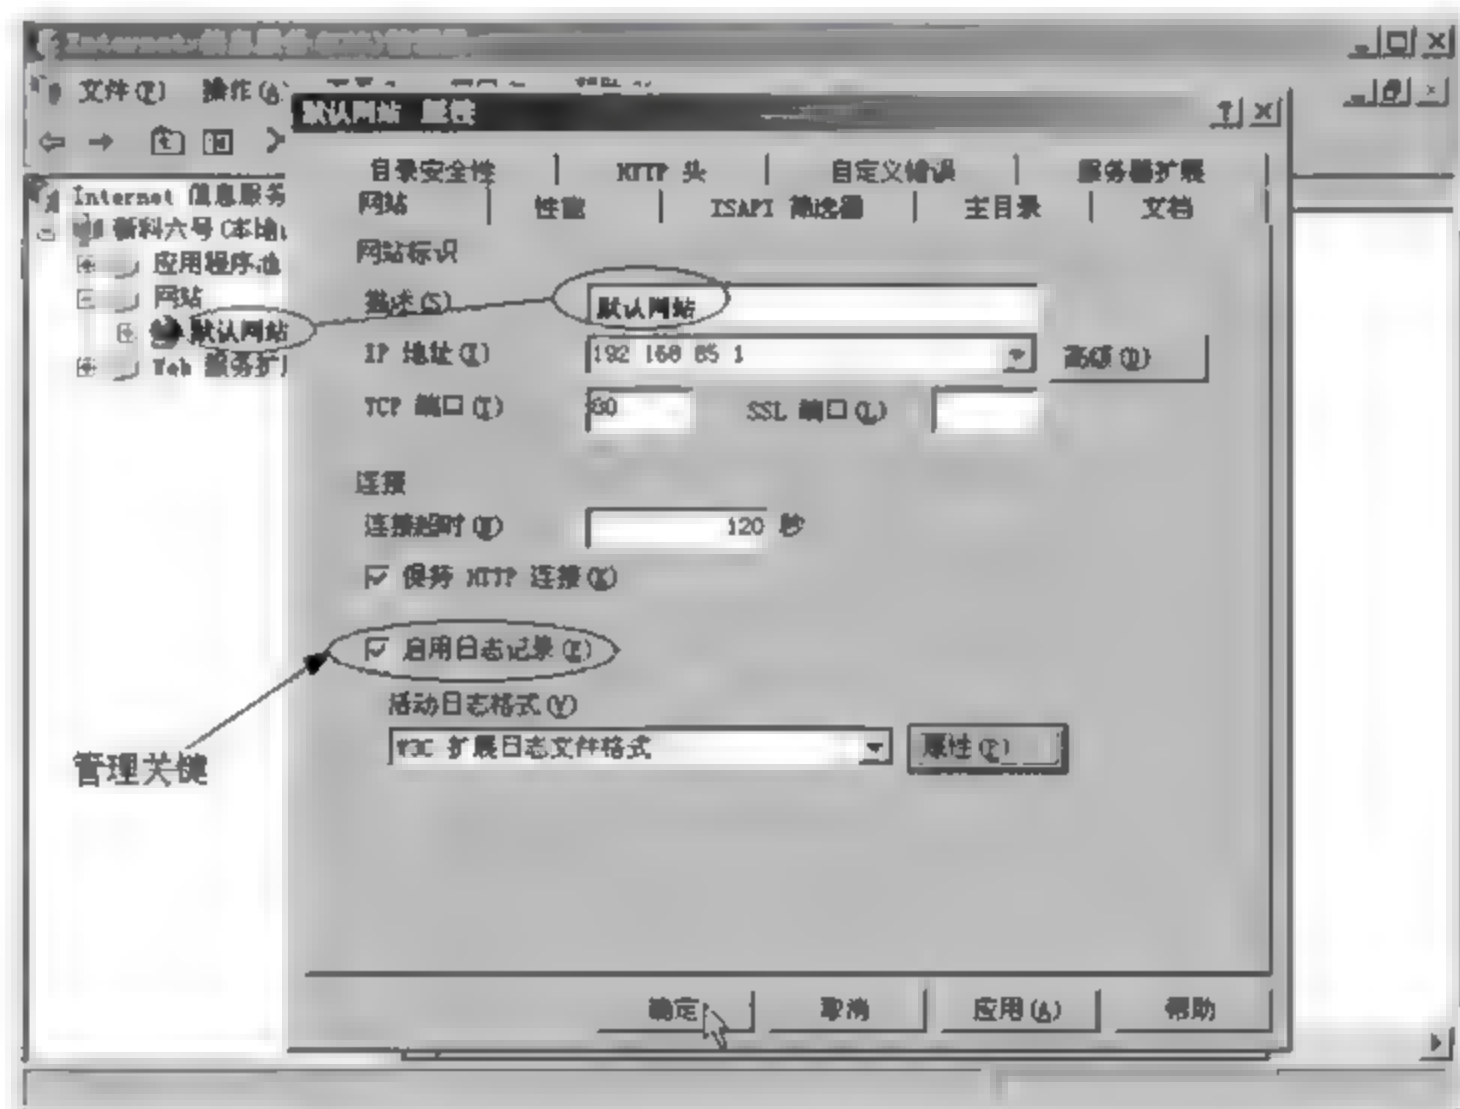 文件(F) 操作(A)
默认网站 属性
目录安全性 HTTP 头 自定义错误 服务器扩展
网站 性能 ISAPI 筛选器 主目录 文档
Internet 信息服务
新科六号(本地
应用程序池
网站
默认网站
Web 服务扩
网站标识
描述(S) 默认网站
IP 地址(I) 192 168 85 1 高级(D)
TCP 端口(T) 80 SSL 端口(L)
连接
连接超时(N) 120 秒
保持 HTTP 连接(K)
启用日志记录(E)
活动日志格式(V)
W3C 扩展日志文件格式 属性(P)
管理关键
确定 取消 应用(A) 帮助